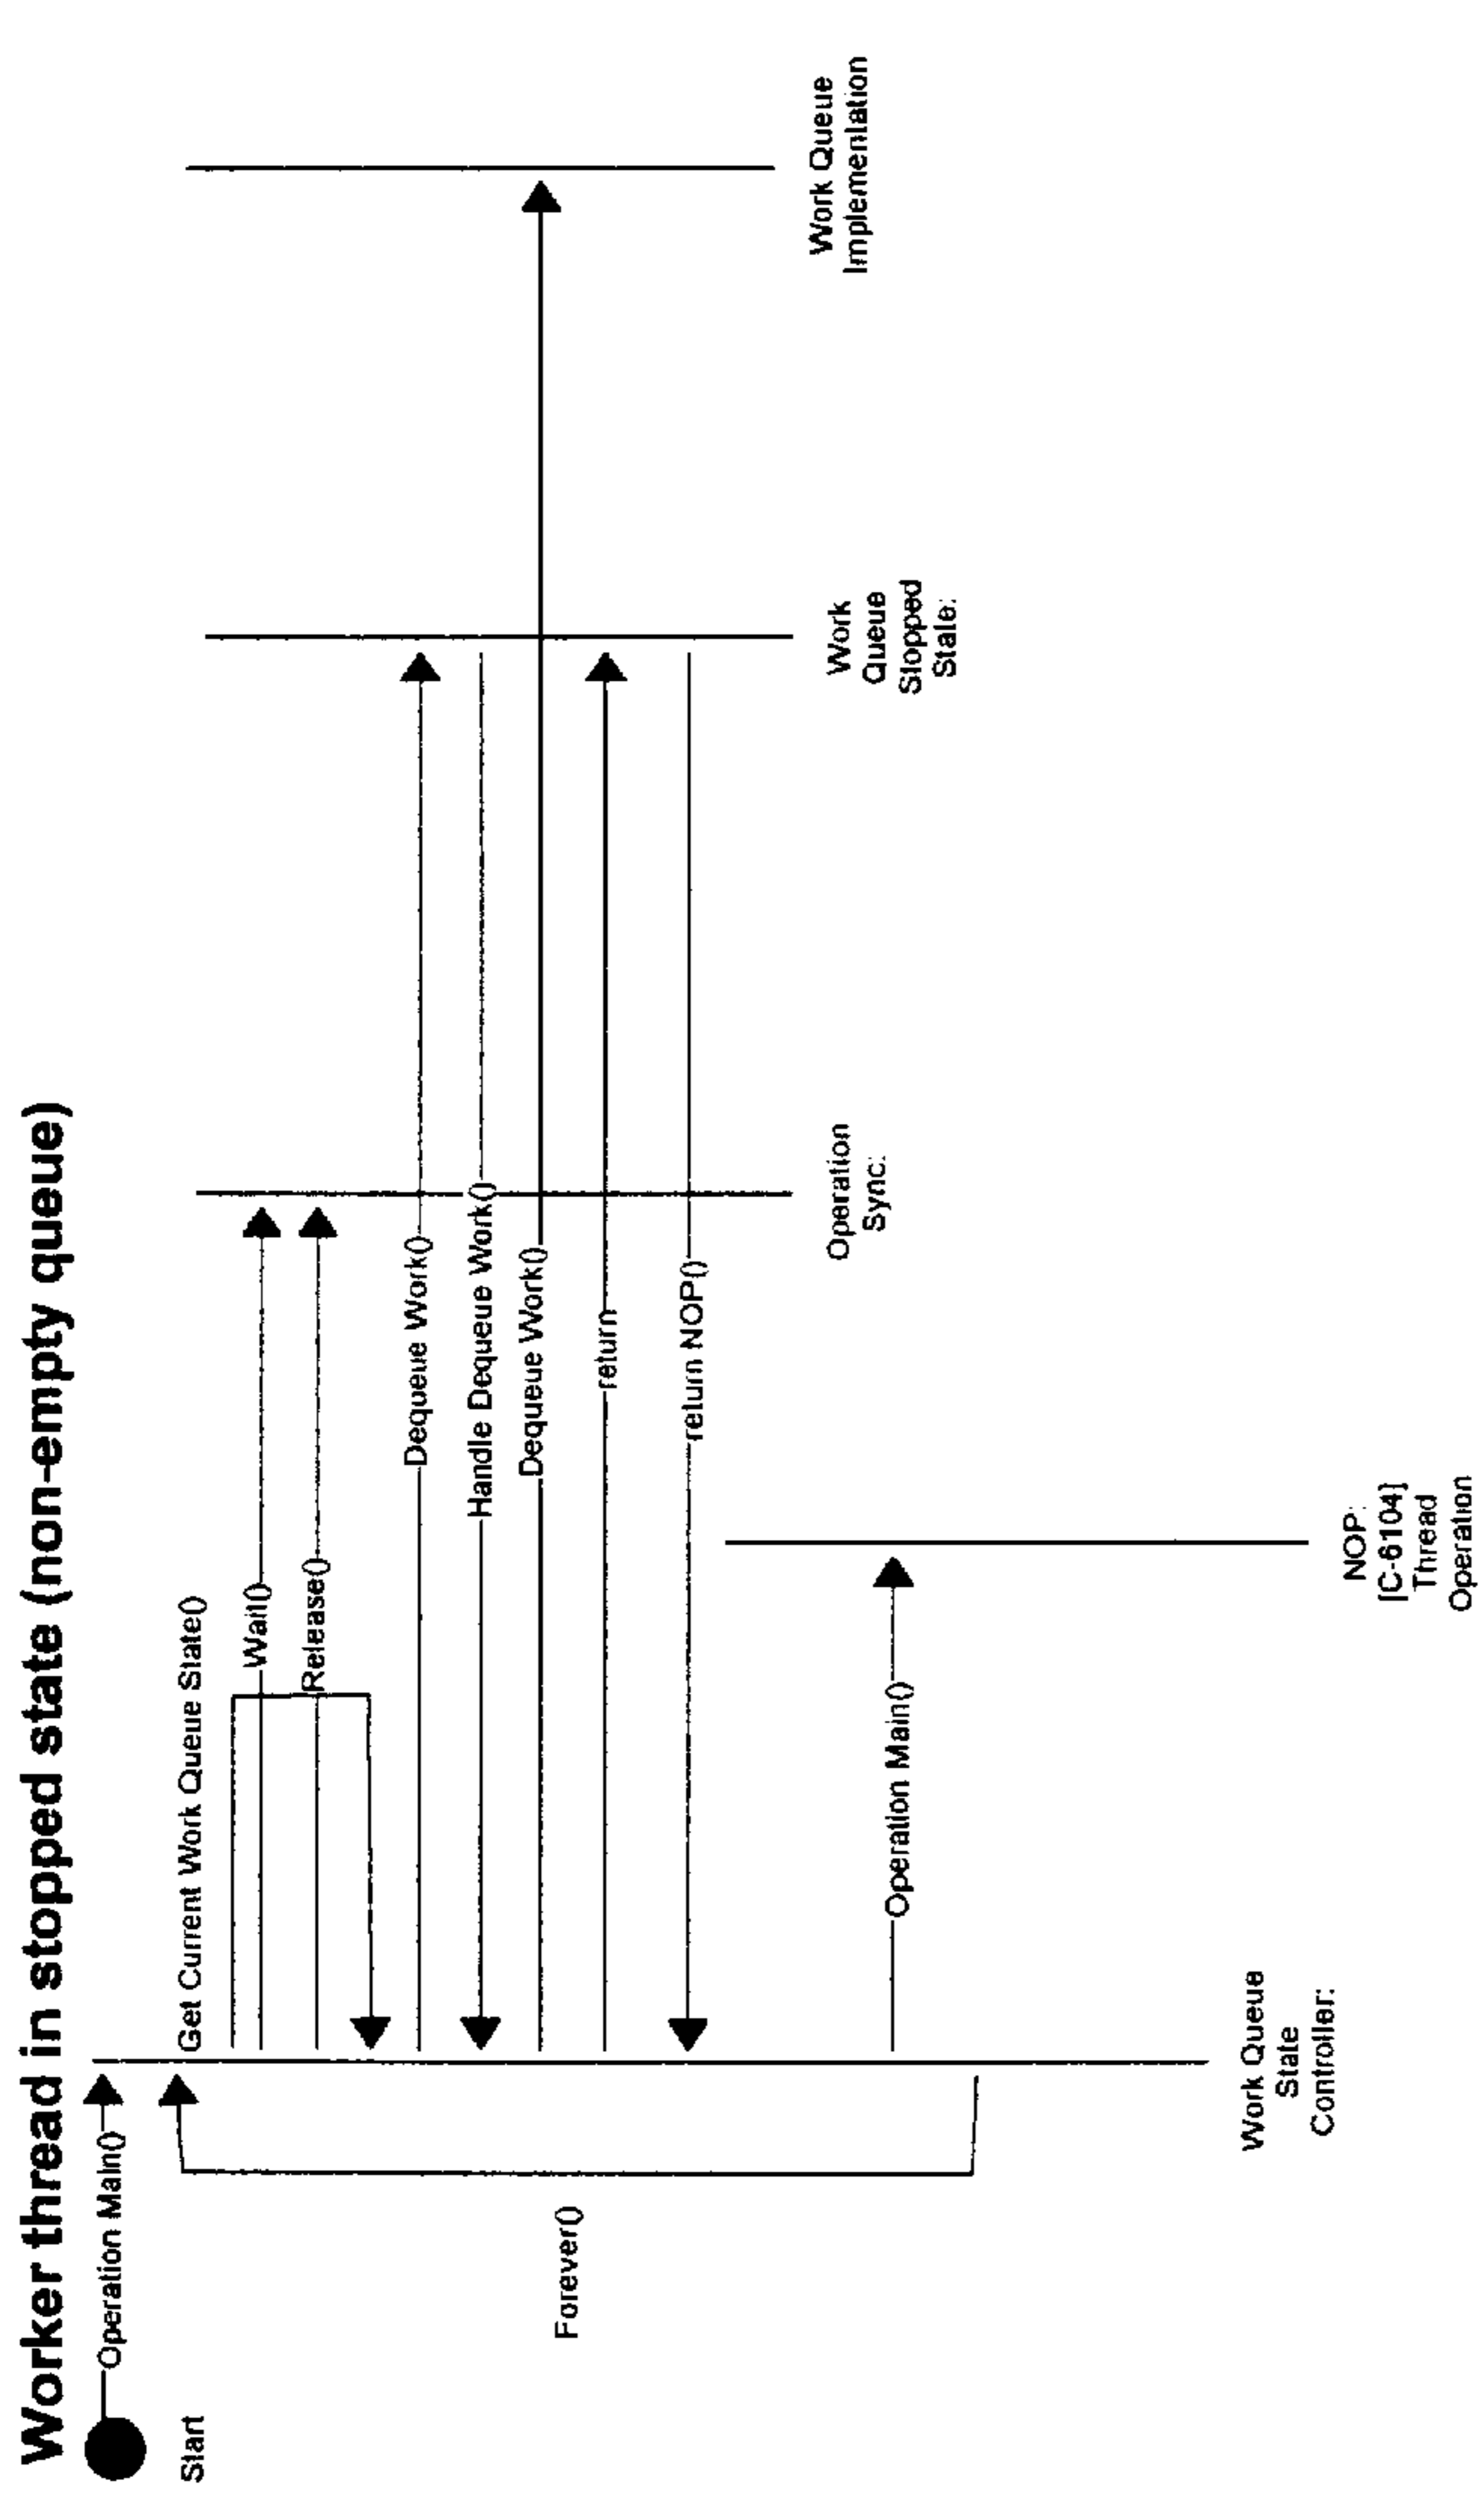 Worker thread in stopped state (non-empty queue)
Operation Main()
Start
Get Current Work Queue State()
Wait()
Release()
Dequeue Work()
Handle Dequeue Work()
Dequeue Work()
return
return NOP()
Forever()
Operation Main()
Operation
Sync:
Work
Queue
Stopped
State:
Work Queue
Implementation
Work Queue
State
Controller:
NOP:
[C-6104]
Thread
Operation